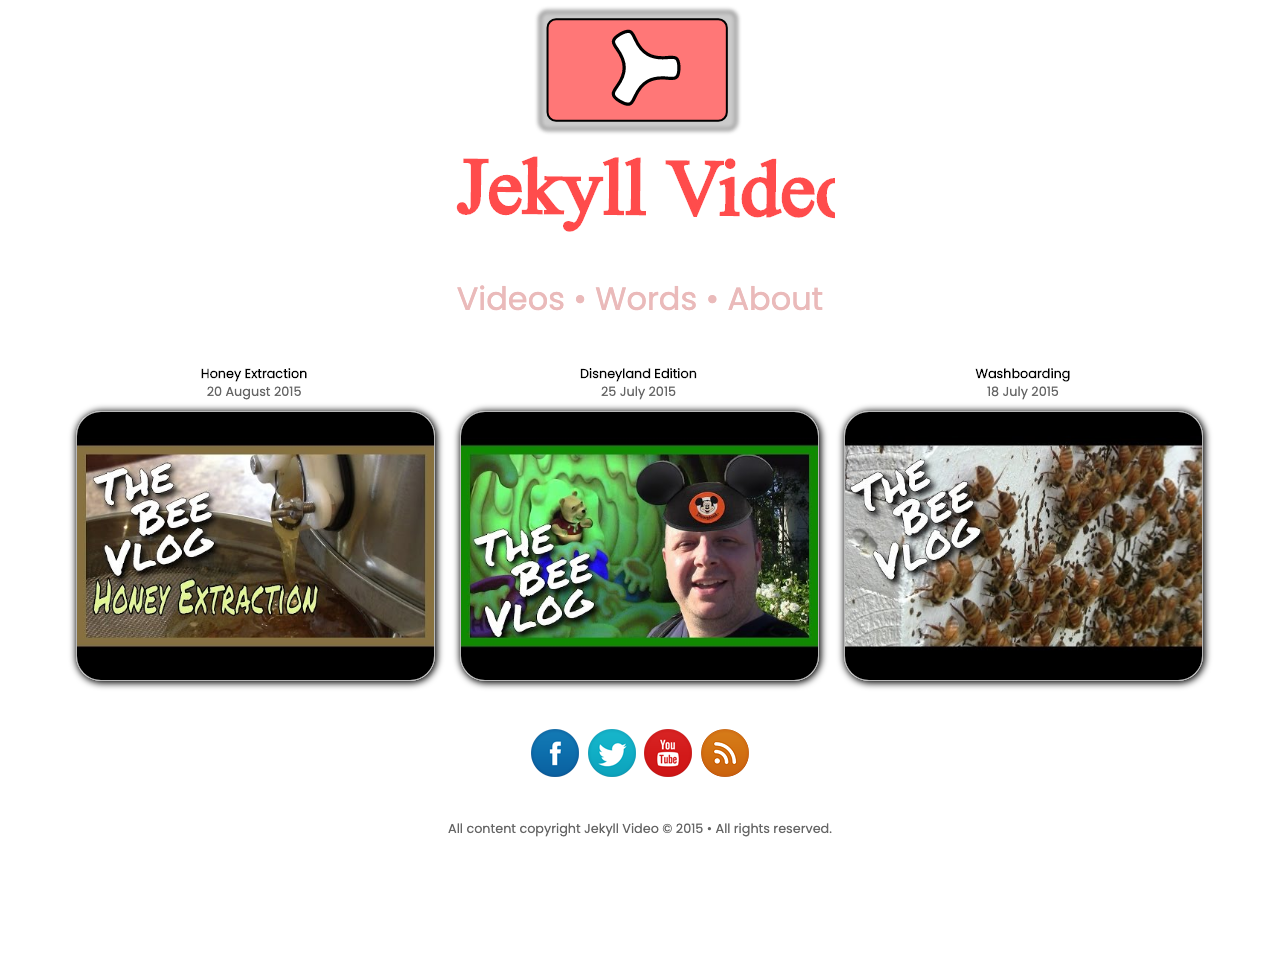 Jekyll Video
Videos • Words • About
Honey Extraction
20 August 2015
Disneyland Edition
25 July 2015
Washboarding
18 July 2015
THE
BEE
VLOG
HONEY EXTRACTION
THE
BEE
VLOG
THE
BEE
VLOG
f
You
Tube
All content copyright Jekyll Video © 2015 • All rights reserved.